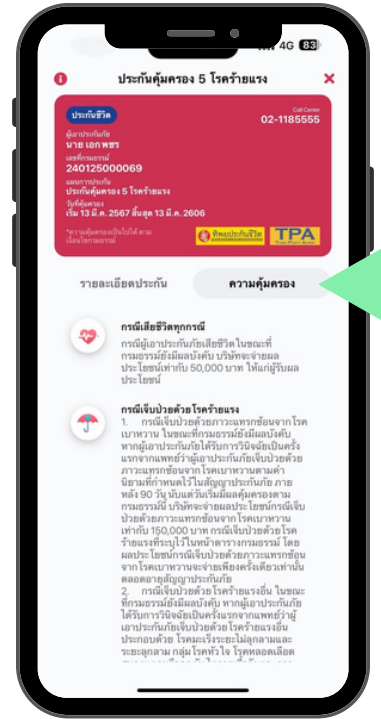 4G 83
ประกันคุ้มครอง 5 โรคร้ายแรง
ประกันชีวิต
Call Center
02-1185555
ผู้เอาประกันภัย
นาย เอก พชร
เลขที่กรมธรรม์
240125000069
แผนการประกัน
ประกันคุ้มครอง 5 โรคร้ายแรง
วันที่คุ้มครอง
เริ่ม 13 มี.ค. 2567 สิ้นสุด 13 มี.ค. 2606
*ความคุ้มครองเป็นไปได้ ตาม
เงื่อนไขกรมธรรม์
ทิพยประกันชีวิต
TPA
รายละเอียดประกัน
ความคุ้มครอง
กรณีเสียชีวิตทุกกรณี
กรณีผู้เอาประกันภัยเสียชีวิตในขณะที่
กรมธรรม์ยังมีผลบังคับ บริษัทจะจ่ายผล
ประโยชน์เท่ากับ 50,000 บาท ให้แก่ผู้รับผล
ประโยชน์
กรณีเจ็บป่วยด้วยโรคร้ายแรง
1. กรณีเจ็บป่วยด้วยภาวะแทรกซ้อนจากโรค
เบาหวาน ในขณะที่กรมธรรม์ยังมีผลบังคับ
หากผู้เอาประกันภัยได้รับการวินิจฉัยเป็นครั้ง
แรกจากแพทย์ว่าผู้เอาประกันภัยเจ็บป่วยด้วย
ภาวะแทรกซ้อนจากโรคเบาหวานตามคำ
นิยามที่กำหนดไว้ในสัญญาประกันภัย ภาย
หลัง 90 วัน นับแต่วันเริ่มมีผลคุ้มครองตาม
กรมธรรม์นี้ บริษัทจะจ่ายผลประโยชน์กรณีเจ็บ
ป่วยด้วยภาวะแทรกซ้อนจากโรคเบาหวาน
เท่ากับ 150,000 บาท กรณีเจ็บป่วยด้วยโรค
ร้ายแรงที่ระบุไว้ในหน้าตารางกรมธรรม์ โดย
ผลประโยชน์กรณีเจ็บป่วยด้วยภาวะแทรกซ้อน
จากโรคเบาหวานจะจ่ายเพียงครั้งเดียวเท่านั้น
ตลอดอายุสัญญาประกันภัย
2. กรณีเจ็บป่วยด้วยโรคร้ายแรงอื่น ในขณะ
ที่กรมธรรม์ยังมีผลบังคับ หากผู้เอาประกันภัย
ได้รับการวินิจฉัยเป็นครั้งแรกจากแพทย์ว่าผู้
เอาประกันภัยเจ็บป่วยด้วยโรคร้ายแรงอื่น
ประกอบด้วย โรคมะเร็งระยะไม่ลุกลามและ
ระยะลุกลาม กลุ่มโรคหัวใจ โรคหลอดเลือด